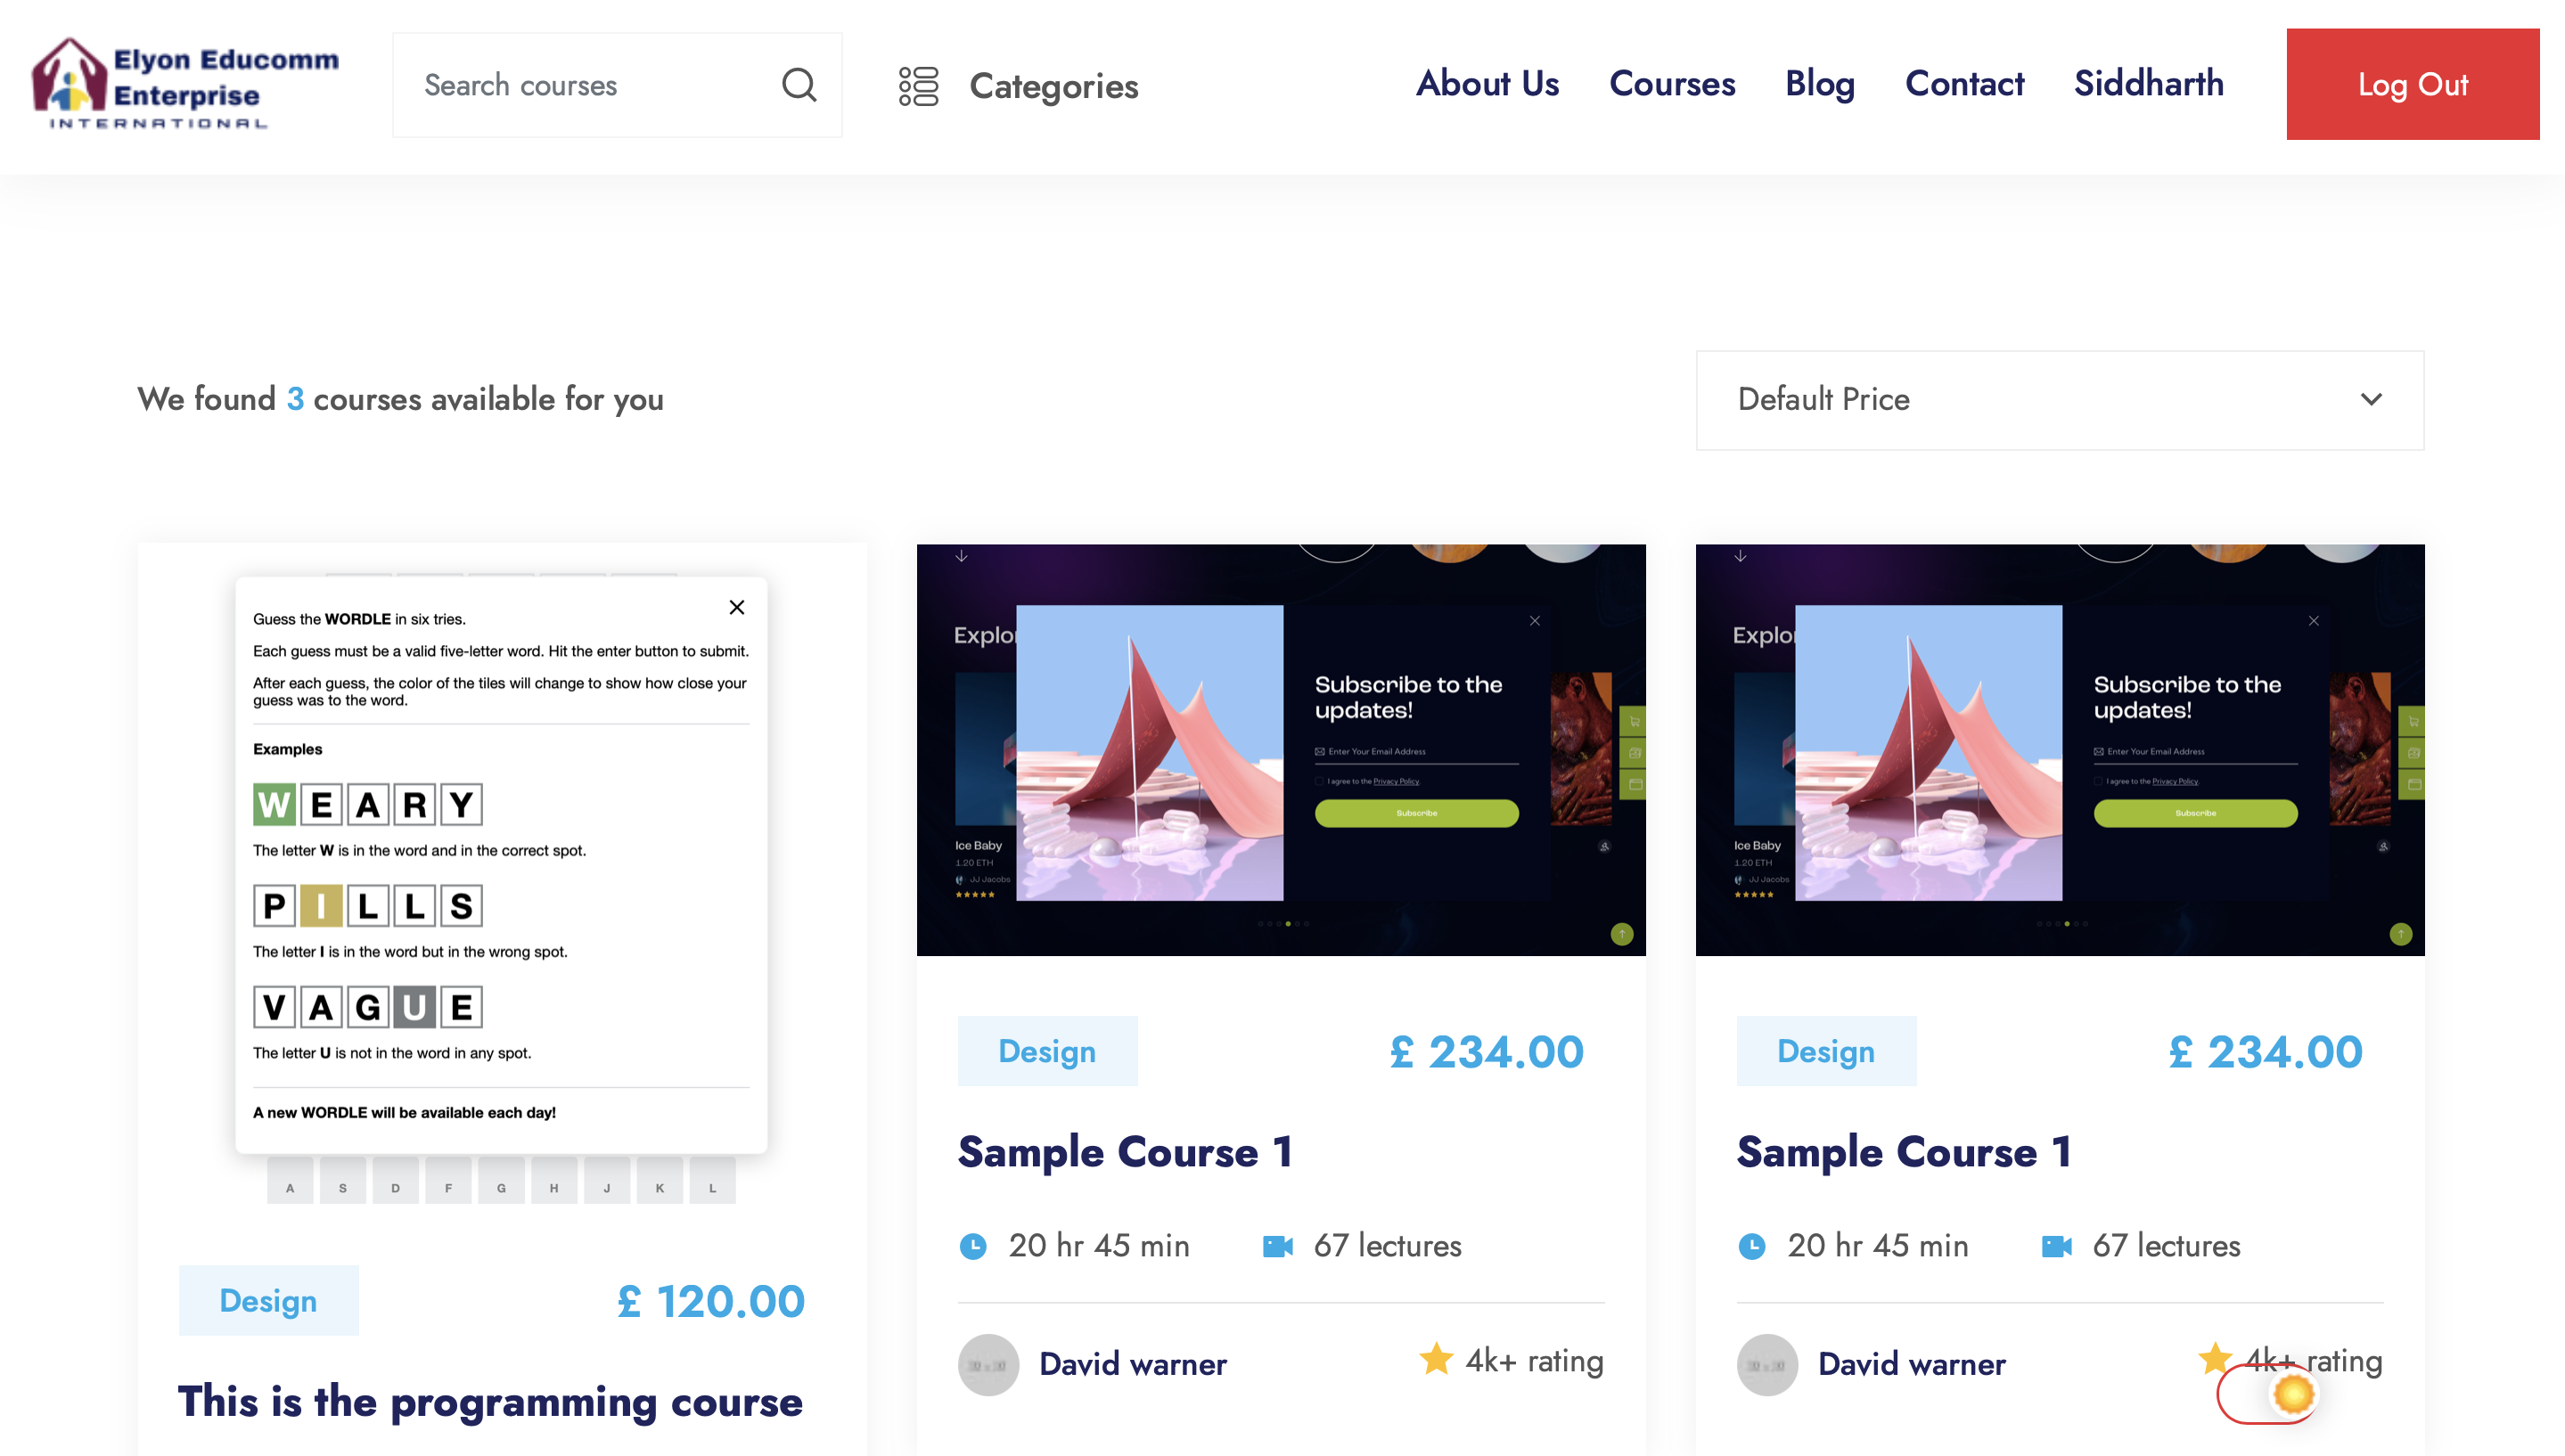 Elyon Educomm
Enterprise
INTERNATIONAL
Search courses
Categories
About Us
Courses
Blog
Contact
Siddharth
Log Out
We found 3 courses available for you
Default Price
Guess the WORDLE in six tries.
Each guess must be a valid five-letter word. Hit the enter button to submit.
After each guess, the color of the tiles will change to show how close your
guess was to the word.
Examples
WEARY
The letter W is in the word and in the correct spot.
PILLS
The letter I is in the word but in the wrong spot.
VAGUE
The letter U is not in the word in any spot.
A new WORDLE will be available each day!
A S D F G H J K L
Design
£ 120.00
This is the programming course
Explor
Subscribe to the
updates!
Enter Your Email Address
I agree to the Privacy Policy.
Subscribe
Ice Baby
1.20 ETH
JJ Jacobs
Design
£ 234.00
Sample Course 1
20 hr 45 min
67 lectures
David warner
4k+ rating
Explor
Subscribe to the
updates!
Enter Your Email Address
I agree to the Privacy Policy.
Subscribe
Ice Baby
1.20 ETH
JJ Jacobs
Design
£ 234.00
Sample Course 1
20 hr 45 min
67 lectures
David warner
4k+ rating